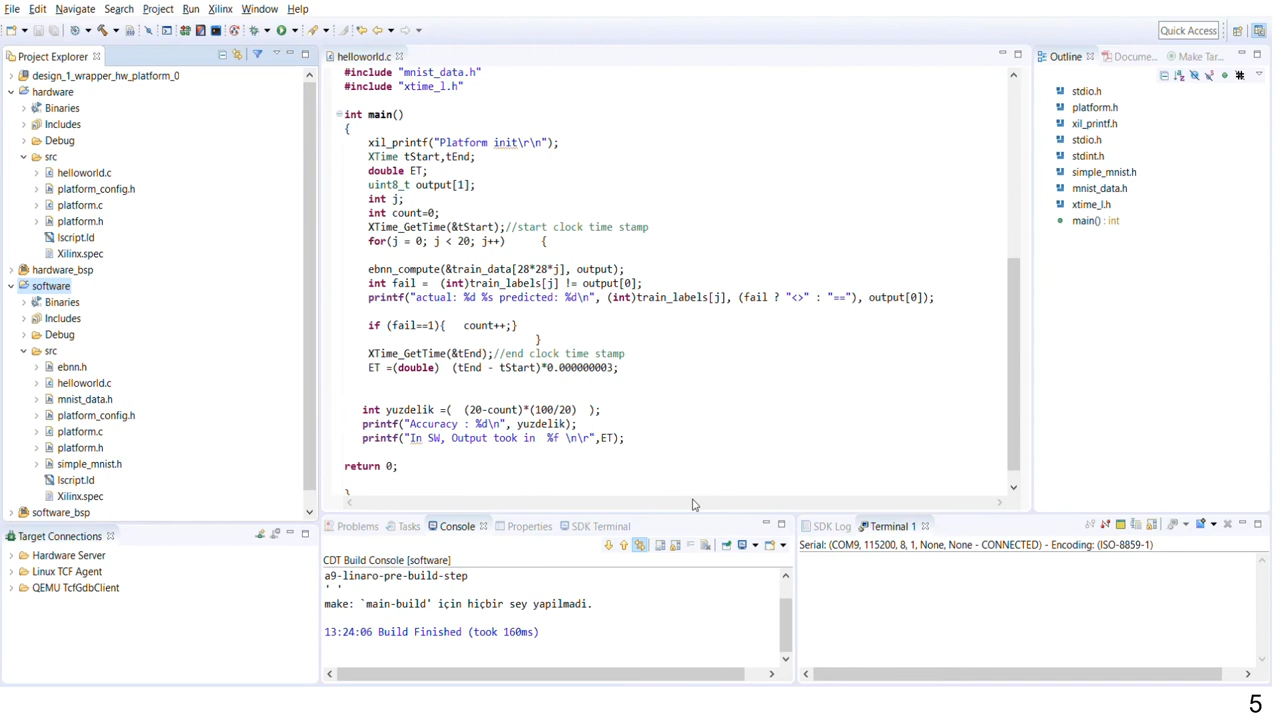 File Edit Navigate Search Project Run Xilinx Window Help
Quick Access
Project Explorer
design_1_wrapper_hw_platform_0
hardware
Binaries
Includes
Debug
src
helloworld.c
platform_config.h
platform.c
platform.h
lscript.ld
Xilinx.spec
hardware_bsp
software
Binaries
Includes
Debug
src
ebnn.h
helloworld.c
mnist_data.h
platform_config.h
platform.c
platform.h
simple_mnist.h
lscript.ld
Xilinx.spec
software_bsp
helloworld.c
#include "mnist_data.h"
#include "xtime_l.h"
int main()
{
xil_printf("Platform init\r\n");
XTime tStart,tEnd;
double ET;
uint8_t output[1];
int j;
int count=0;
XTime_GetTime(&tStart);//start clock time stamp
for(j = 0; j < 20; j++) {
ebnn_compute(&train_data[28*28*j], output);
int fail = (int)train_labels[j] != output[0];
printf("actual: %d %s predicted: %d\n", (int)train_labels[j], (fail ? "<>" : "=="), output[0]);
if (fail==1){ count++;}
}
XTime_GetTime(&tEnd);//end clock time stamp
ET =(double) (tEnd - tStart)*0.000000003;
int yuzdelik =( (20-count)*(100/20) );
printf("Accuracy : %d\n", yuzdelik);
printf("In SW, Output took in %f \n\r",ET);
return 0;
}
Outline Docume... Make Tar...
stdio.h
platform.h
xil_printf.h
stdio.h
stdint.h
simple_mnist.h
mnist_data.h
xtime_l.h
main() : int
Target Connections
Hardware Server
Linux TCF Agent
QEMU TcfGdbClient
Problems Tasks Console Properties SDK Terminal
CDT Build Console [software]
a9-linaro-pre-build-step
' '
make: `main-build' için hiçbir sey yapilmadi.
13:24:06 Build Finished (took 160ms)
SDK Log Terminal 1
Serial: (COM9, 115200, 8, 1, None, None - CONNECTED) - Encoding: (ISO-8859-1)
5